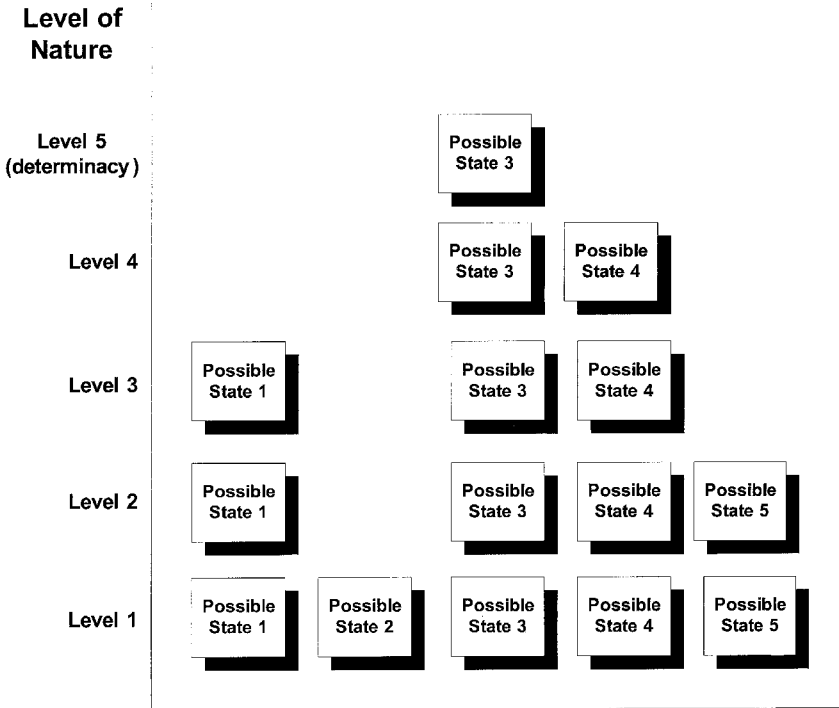 Level of
Nature
Level 5
(determinacy)
Possible
State 3
Level 4
Possible
State 3
Possible
State 4
Level 3
Possible
State 1
Possible
State 3
Possible
State 4
Level 2
Possible
State 1
Possible
State 3
Possible
State 4
Possible
State 5
Level 1
Possible
State 1
Possible
State 2
Possible
State 3
Possible
State 4
Possible
State 5